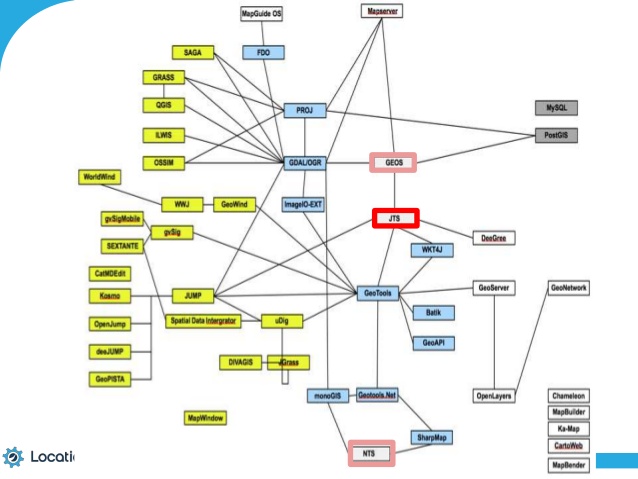 MapGuide OS
Mapserver
SAGA
FDO
GRASS
QGIS
PROJ
MySQL
ILWIS
PostGIS
OSSIM
GDAL/OGR
GEOS
WorldWind
WWJ
GeoWind
ImageIO-EXT
gvSigMobile
gvSig
JTS
SEXTANTE
DeeGree
WKT4J
CatMDEdit
Kosmo
JUMP
GeoTools
GeoServer
GeoNetwork
OpenJump
Spatial Data Intergrator
uDig
Batik
deeJUMP
GeoAPI
DIVAGIS
JGrass
GeoPISTA
monoGIS
Geotools.Net
OpenLayers
Chameleon
MapBuilder
MapWindow
Ka-Map
SharpMap
CartoWeb
NTS
MapBender
Locati